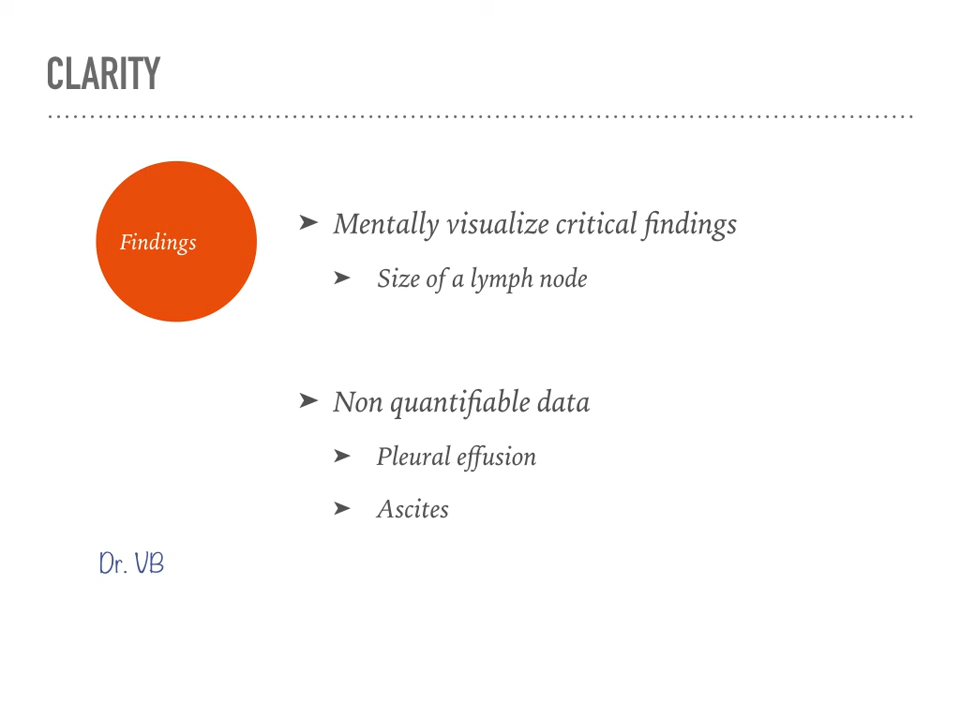 CLARITY
Findings
Mentally visualize critical findings
Size of a lymph node
Non quantifiable data
Pleural effusion
Ascites
Dr. VB